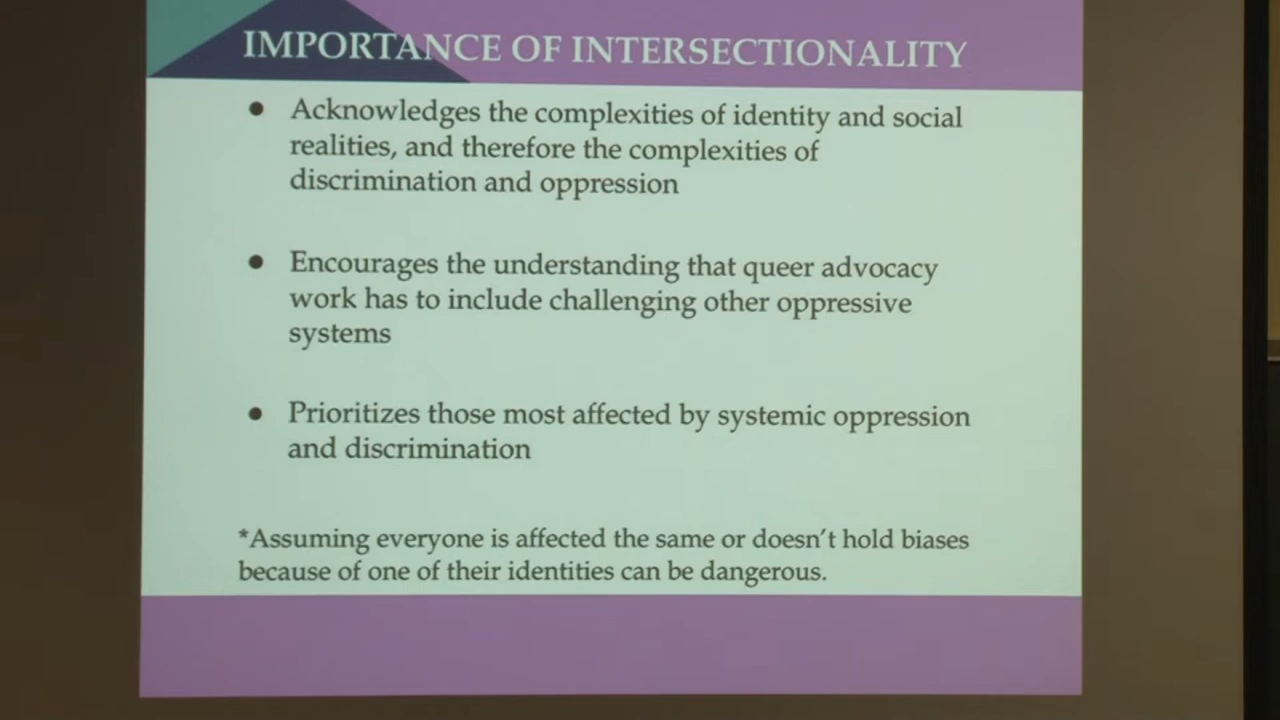 IMPORTANCE OF INTERSECTIONALITY
● Acknowledges the complexities of identity and social
realities, and therefore the complexities of
discrimination and oppression
● Encourages the understanding that queer advocacy
work has to include challenging other oppressive
systems
● Prioritizes those most affected by systemic oppression
and discrimination
*Assuming everyone is affected the same or doesn't hold biases
because of one of their identities can be dangerous.